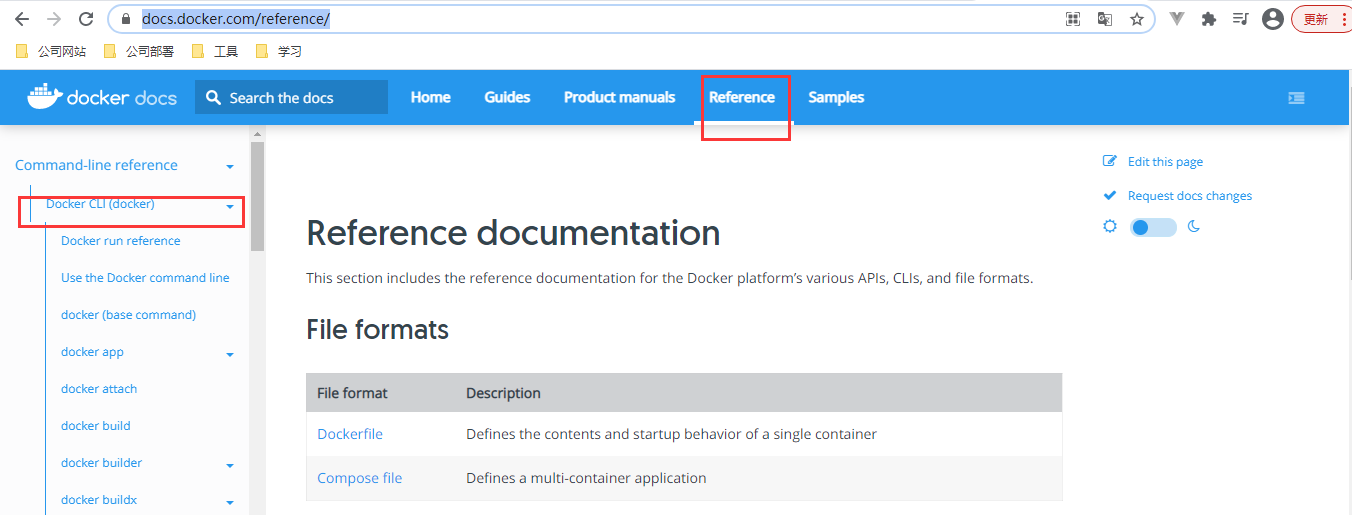 docs.docker.com/reference/
更新
公司网站 公司部署 工具 学习
docker docs Search the docs Home Guides Product manuals Reference Samples
Command-line reference
Docker CLI (docker)
Docker run reference
Use the Docker command line
docker (base command)
docker app
docker attach
docker build
docker builder
docker buildx
Reference documentation
This section includes the reference documentation for the Docker platform’s various APIs, CLIs, and file formats.
File formats
File format Description
Dockerfile Defines the contents and startup behavior of a single container
Compose file Defines a multi-container application
Edit this page
Request docs changes